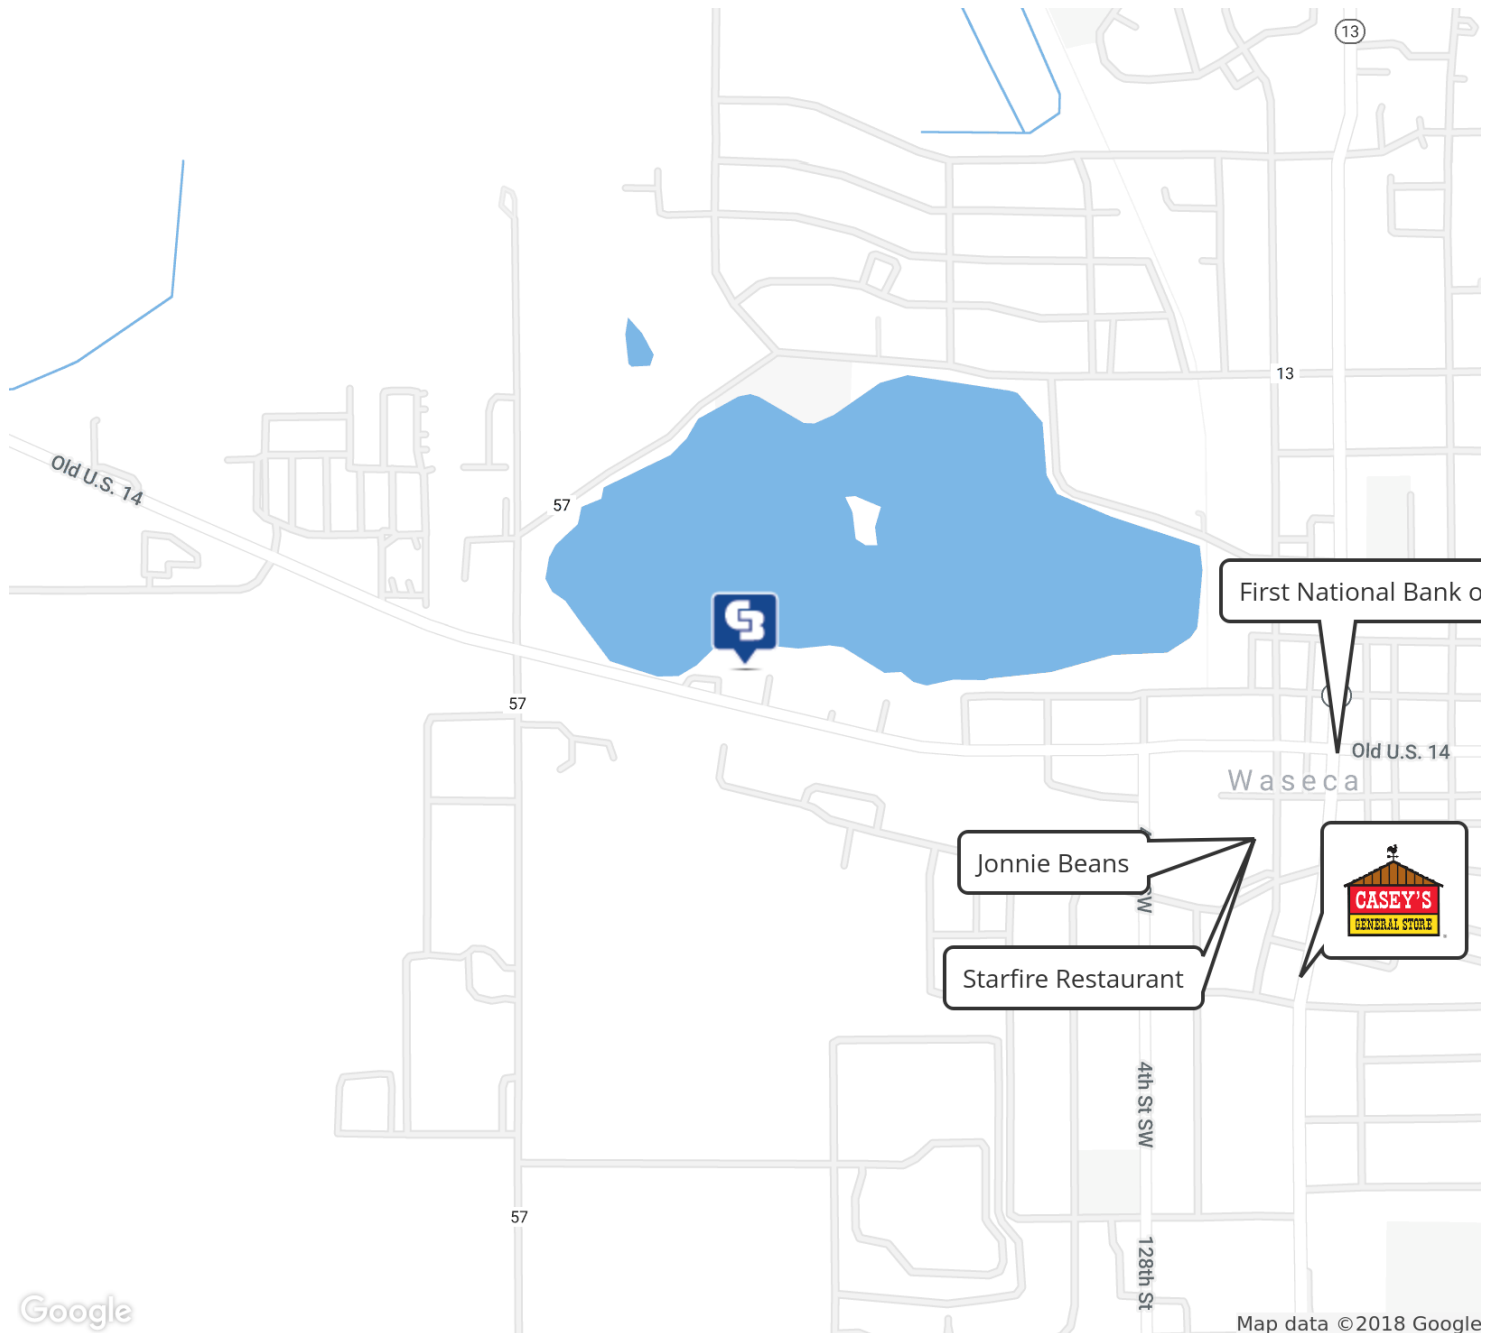 13
13
Old U.S. 14
57
First National Bank o
57
Old U.S. 14
Waseca
Jonnie Beans
SW
CASEY'S
GENERAL STORE
Starfire Restaurant
4th St SW
57
128th St
Google
Map data ©2018 Google